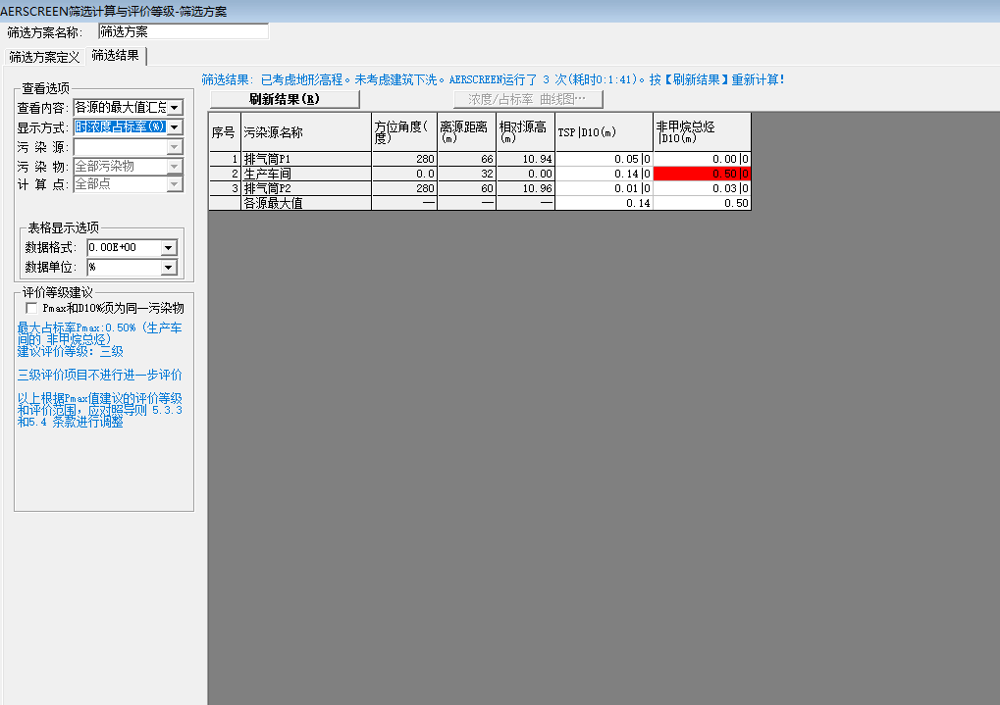 AERSCREEN筛选计算与评价等级-筛选方案
筛选方案名称: 筛选方案
筛选方案定义 筛选结果
查看选项
查看内容: 各源的最大值汇总
显示方式: 时浓度占标率(%)
污 染 源:
污 染 物: 全部污染物
计 算 点: 全部点
表格显示选项
数据格式: 0.00E+00
数据单位: %
评价等级建议
Pmax和D10%须为同一污染物
最大占标率Pmax:0.50% (生产车
间的 非甲烷总烃)
建议评价等级: 三级
三级评价项目不进行进一步评价
以上根据Pmax值建议的评价等级
和评价范围,应对照导则 5.3.3
和5.4 条款进行调整
筛选结果: 已考虑地形高程。未考虑建筑下洗。AERSCREEN运行了 3 次(耗时0:1:41)。按【刷新结果】重新计算!
刷新结果(R) 浓度/占标率 曲线图…
序号 污染源名称 方位角度(度) 离源距离(m) 相对源高(m) TSP|D10(m) 非甲烷总烃|D10(m)
1 排气筒P1 280 66 10.94 0.05|0 0.00|0
2 生产车间 0.0 32 0.00 0.14|0 0.50|0
3 排气筒P2 280 60 10.96 0.01|0 0.03|0
各源最大值 — — — 0.14 0.50